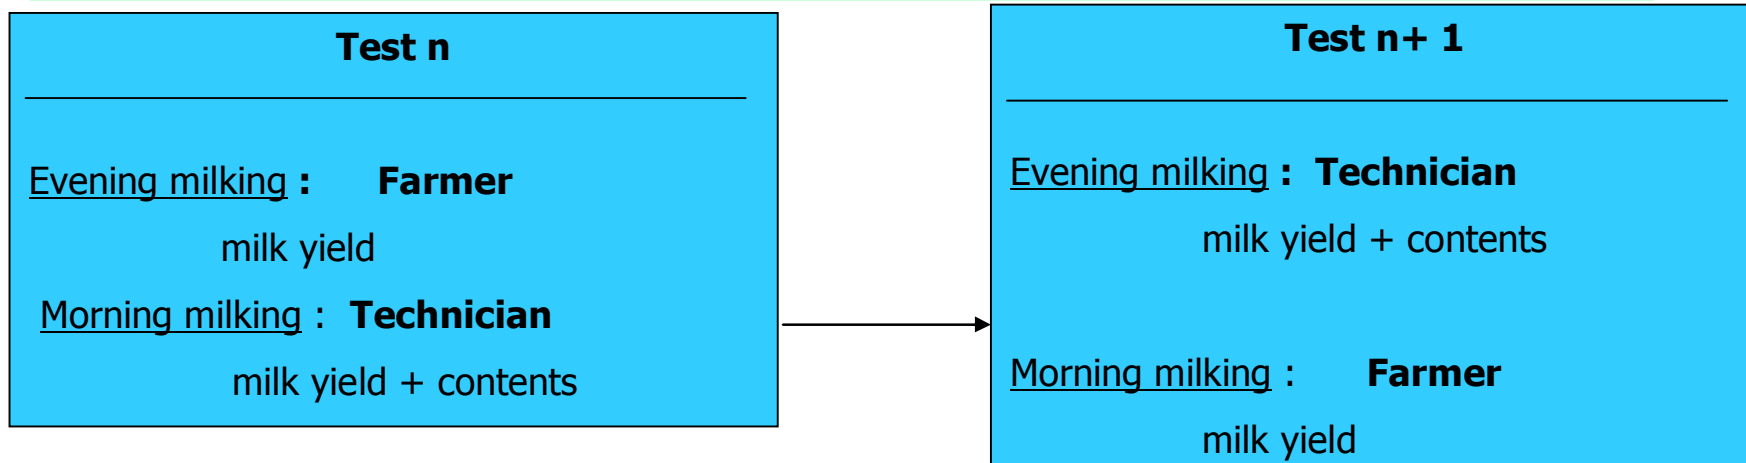 Test n
Evening milking : Farmer
milk yield
Morning milking : Technician
milk yield + contents
Test n+ 1
Evening milking : Technician
milk yield + contents
Morning milking : Farmer
milk yield